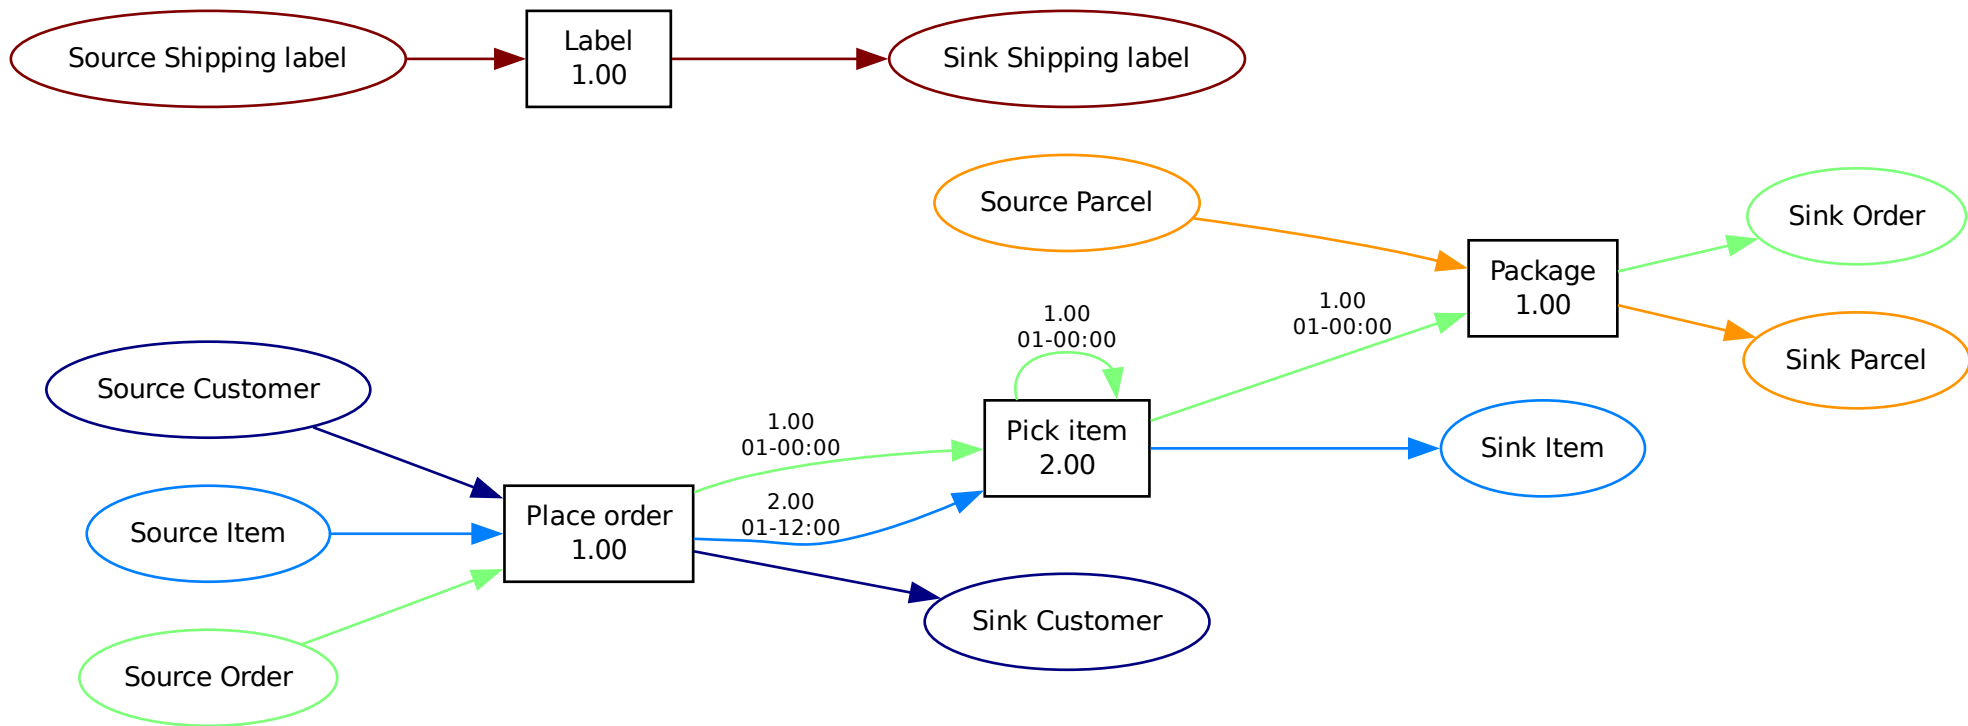 Source Shipping label
Label
1.00
Sink Shipping label
Source Parcel
Sink Order
Package
1.00
1.00
01-00:00
1.00
01-00:00
Sink Parcel
Source Customer
1.00
01-00:00
Pick item
2.00
Sink Item
Source Item
Place order
1.00
2.00
01-12:00
Sink Customer
Source Order